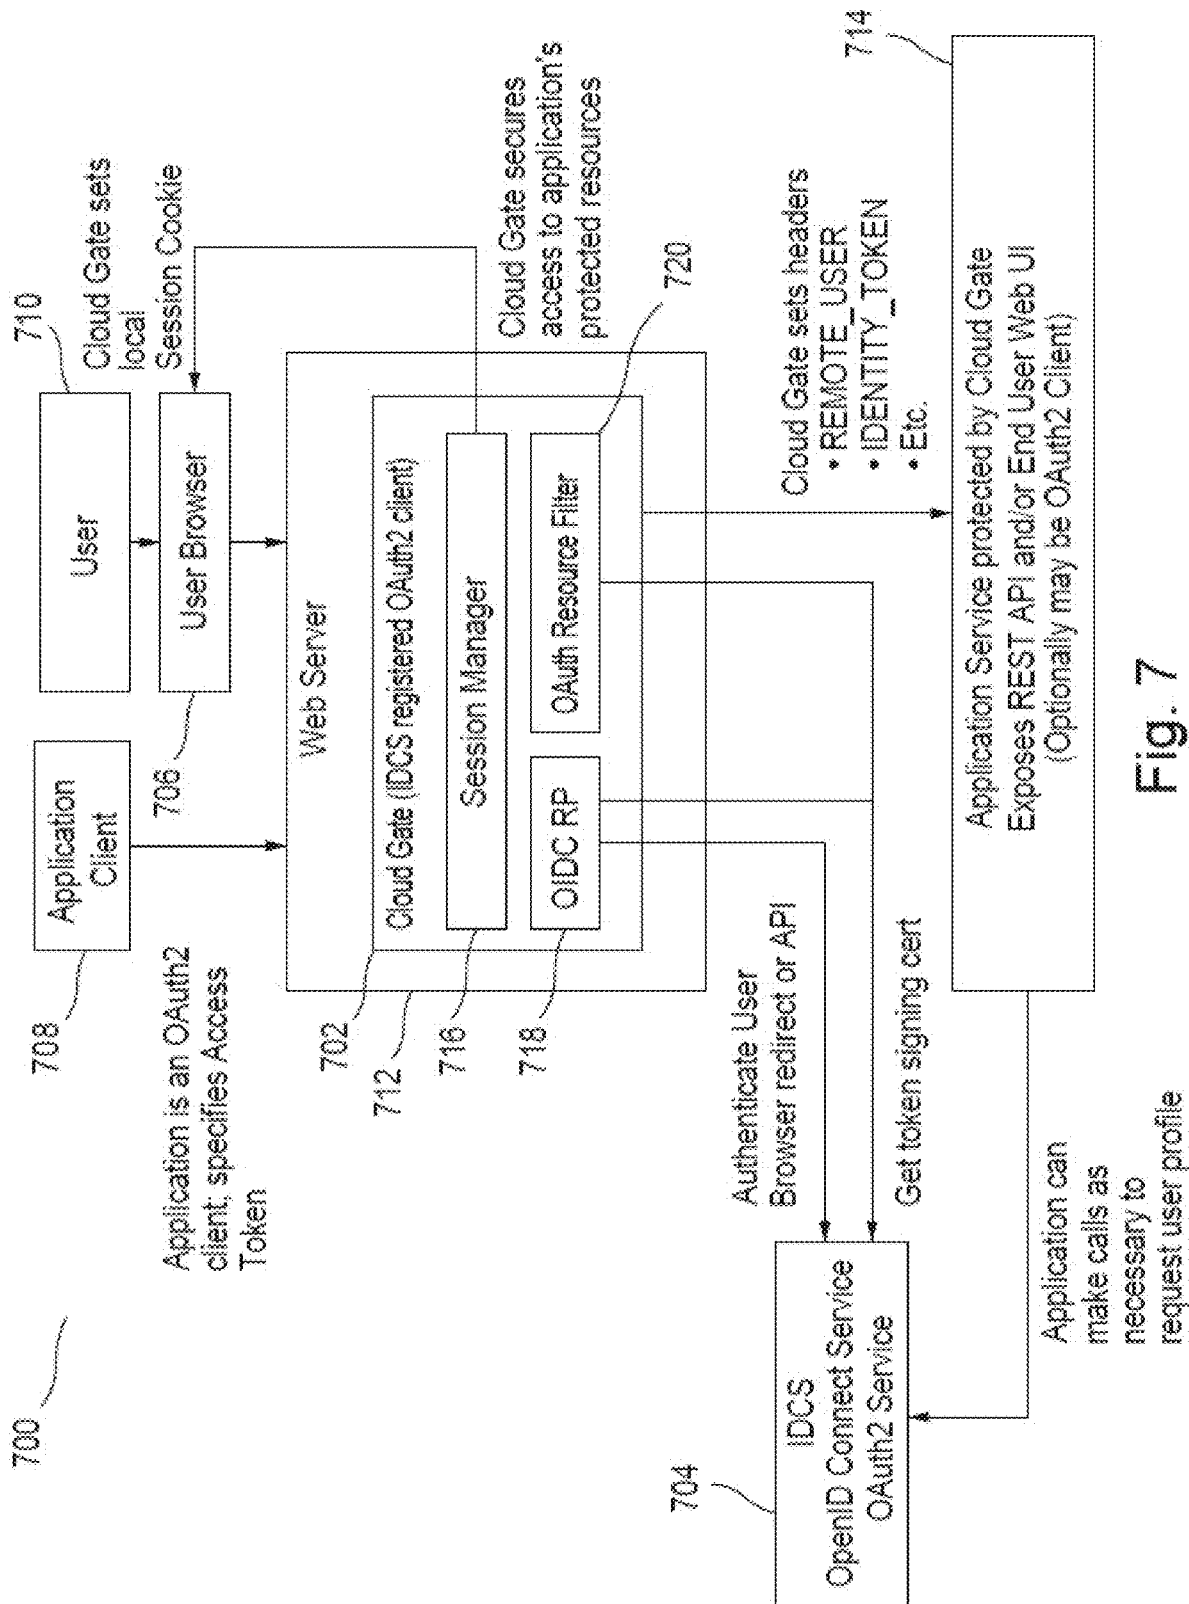 700
708
Application
Client
Application is an OAuth2
client, specifies Access
Token
710
User
User Browser
706
Cloud Gate sets
local
Session Cookie
Web Server
702
712
Cloud Gate (IDCS registered OAuth2 client)
716
Session Manager
718
OIDC RP
OAuth Resource Filter
720
Cloud Gate secures
access to application's
protected resources
Authenticate User
Browser redirect or API
Get token signing cert
Cloud Gate sets headers
• REMOTE_USER
• IDENTITY_TOKEN
• Etc.
704
IDCS
OpenID Connect Service
OAuth2 Service
714
Application Service protected by Cloud Gate
Exposes REST API and/or End User Web UI
(Optionally may be OAuth2 Client)
Application can
make calls as
necessary to
request user profile
Fig. 7